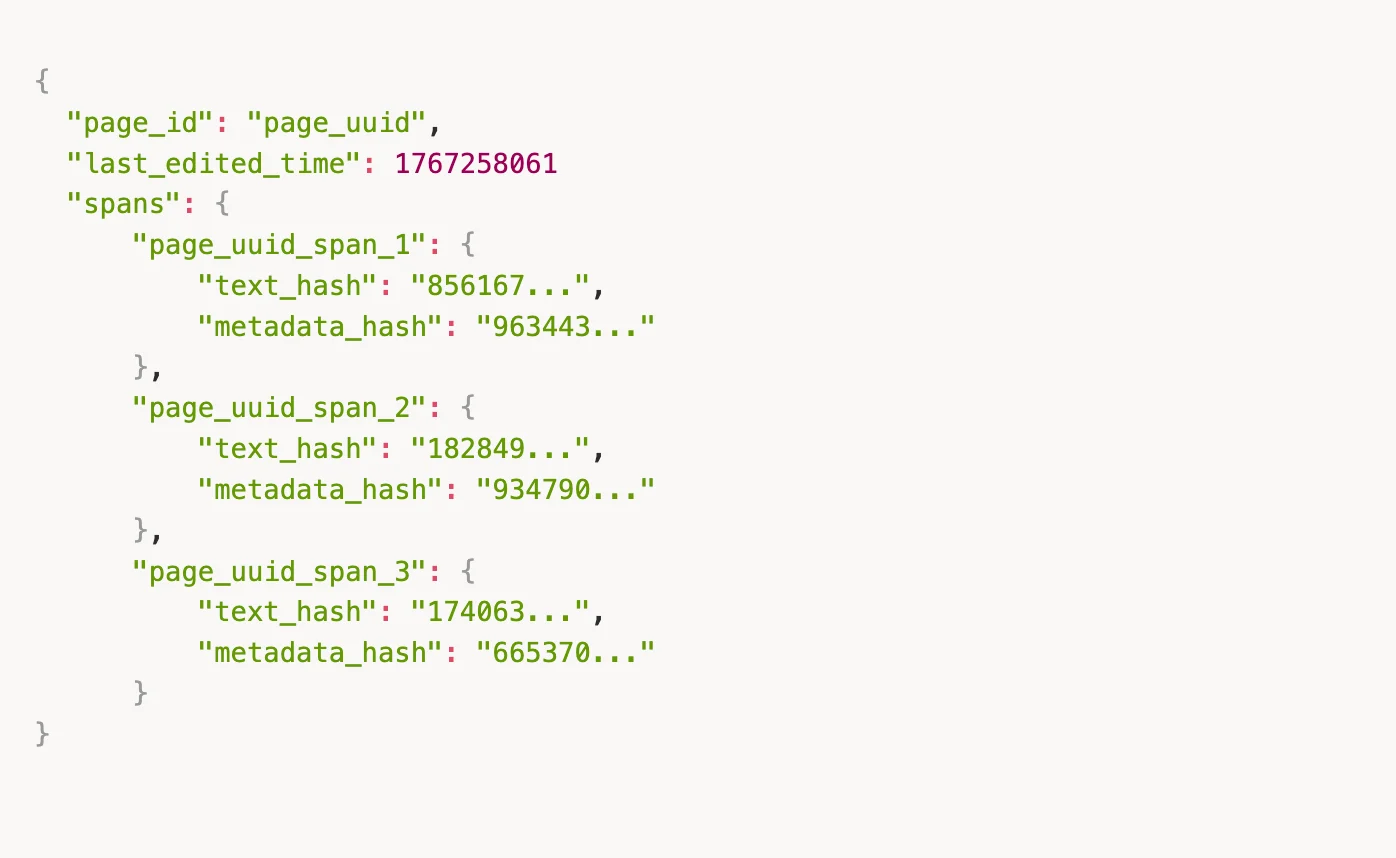 {
  "page_id": "page_uuid",
  "last_edited_time": 1767258061
  "spans": {
      "page_uuid_span_1": {
          "text_hash": "856167...",
          "metadata_hash": "963443..."
      },
      "page_uuid_span_2": {
          "text_hash": "182849...",
          "metadata_hash": "934790..."
      },
      "page_uuid_span_3": {
          "text_hash": "174063...",
          "metadata_hash": "665370..."
      }
}